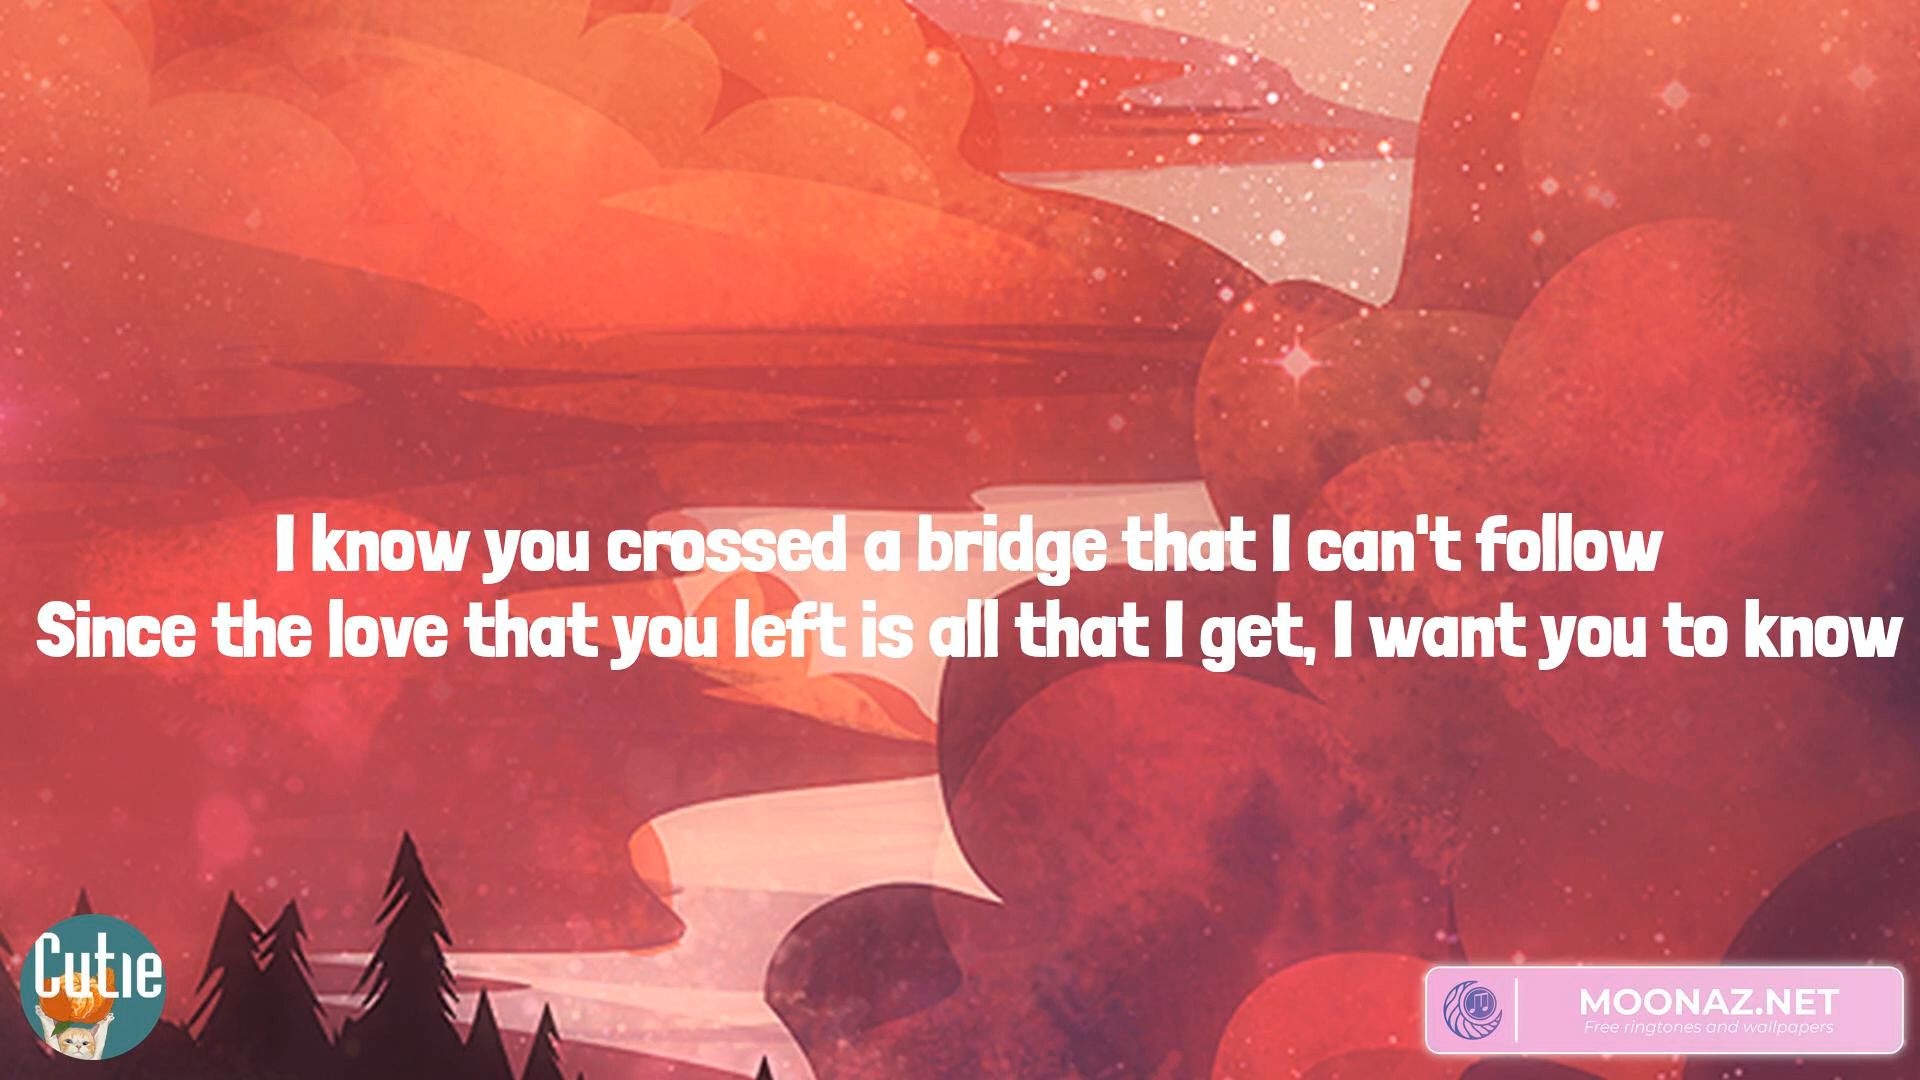 I know you crossed a bridge that I can't follow
Since the love that you left is all that I get, I want you to know
Cutie
MOONAZ.NET
Free ringtones and wallpapers